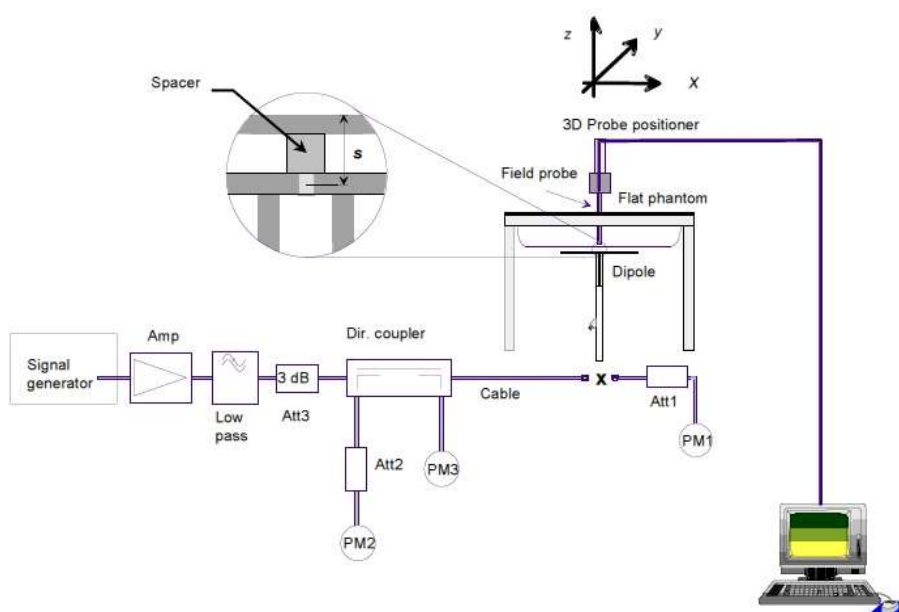 z
y
x
Spacer
s
3D Probe positioner
Field probe
Flat phantom
Dipole
Signal
generator
Amp
Low
pass
3 dB
Att3
Dir. coupler
Att2
PM3
PM2
Cable
X
Att1
PM1